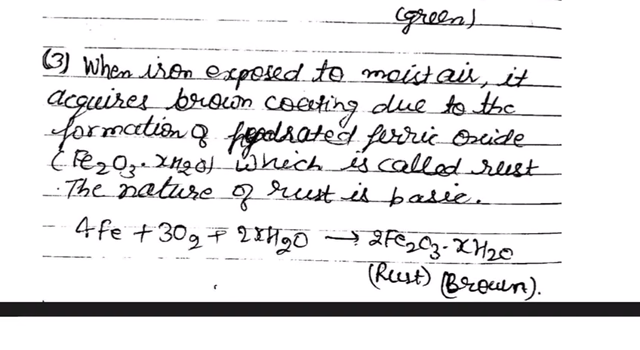 (green)
(3) When iron exposed to moist air, it
acquires brown coating due to the
formation of hydrated ferric oxide
(Fe₂O₃·xH₂O) which is called rust
The nature of rust is basic.
4Fe + 3O₂ + 2xH₂O → 2Fe₂O₃·xH₂O
(Rust) (Brown).